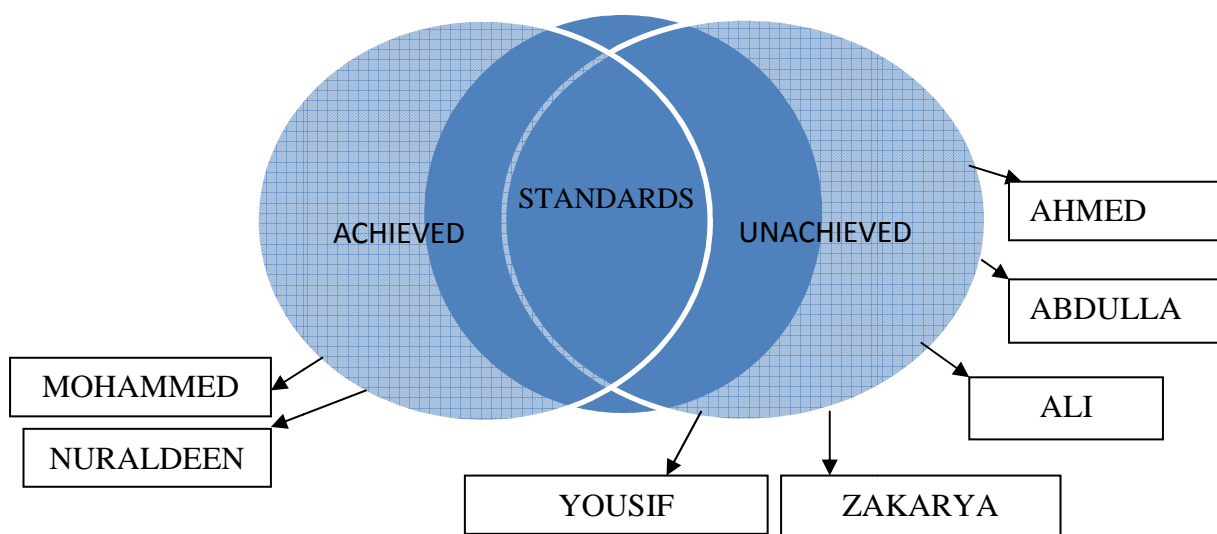 STANDARDS
ACHIEVED
UNACHIEVED
AHMED
ABDULLA
ALI
MOHAMMED
NURALDEEN
YOUSIF
ZAKARYA